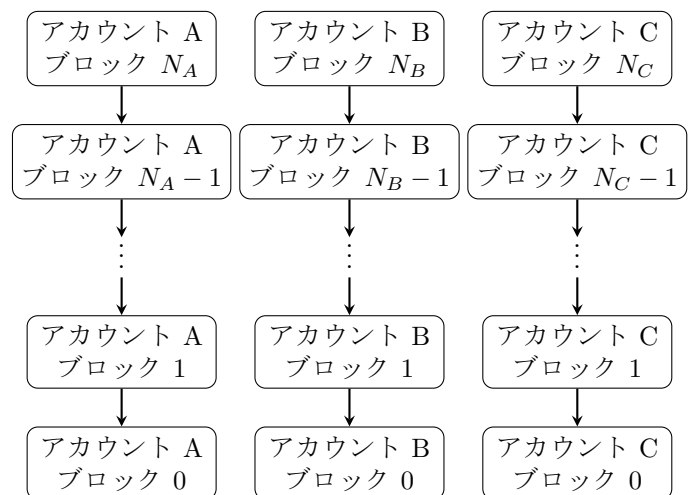 アカウント A
ブロック N_A
アカウント B
ブロック N_B
アカウント C
ブロック N_C
アカウント A
ブロック N_A − 1
アカウント B
ブロック N_B − 1
アカウント C
ブロック N_C − 1
⋮
⋮
⋮
アカウント A
ブロック 1
アカウント B
ブロック 1
アカウント C
ブロック 1
アカウント A
ブロック 0
アカウント B
ブロック 0
アカウント C
ブロック 0